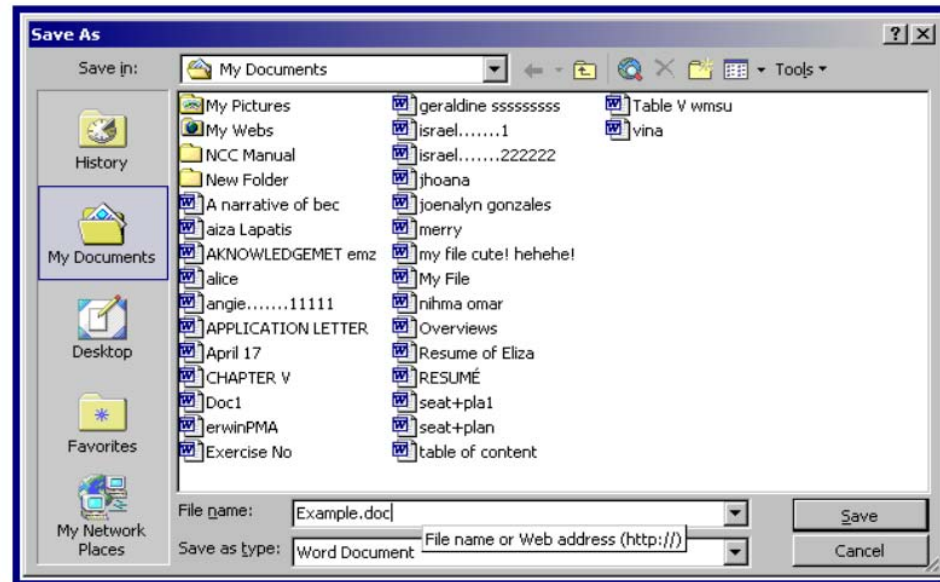 Save As
Save in:
My Documents
Tools
History
My Documents
Desktop
Favorites
My Network
Places
My Pictures
My Webs
NCC Manual
New Folder
A narrative of bec
aiza Lapatis
AKNOWLEDGEMET emz
alice
angie.......11111
APPLICATION LETTER
April 17
CHAPTER V
Doc1
erwinPMA
Exercise No
geraldine sssssssss
israel.......1
israel.......222222
jhoana
joenalyn gonzales
merry
my file cute! hehehe!
My File
nihma omar
Overviews
Resume of Eliza
RESUMÉ
seat+pla1
seat+plan
table of content
Table V wmsu
vina
File name:
Example.doc
Save
File name or Web address (http://)
Save as type:
Word Document
Cancel